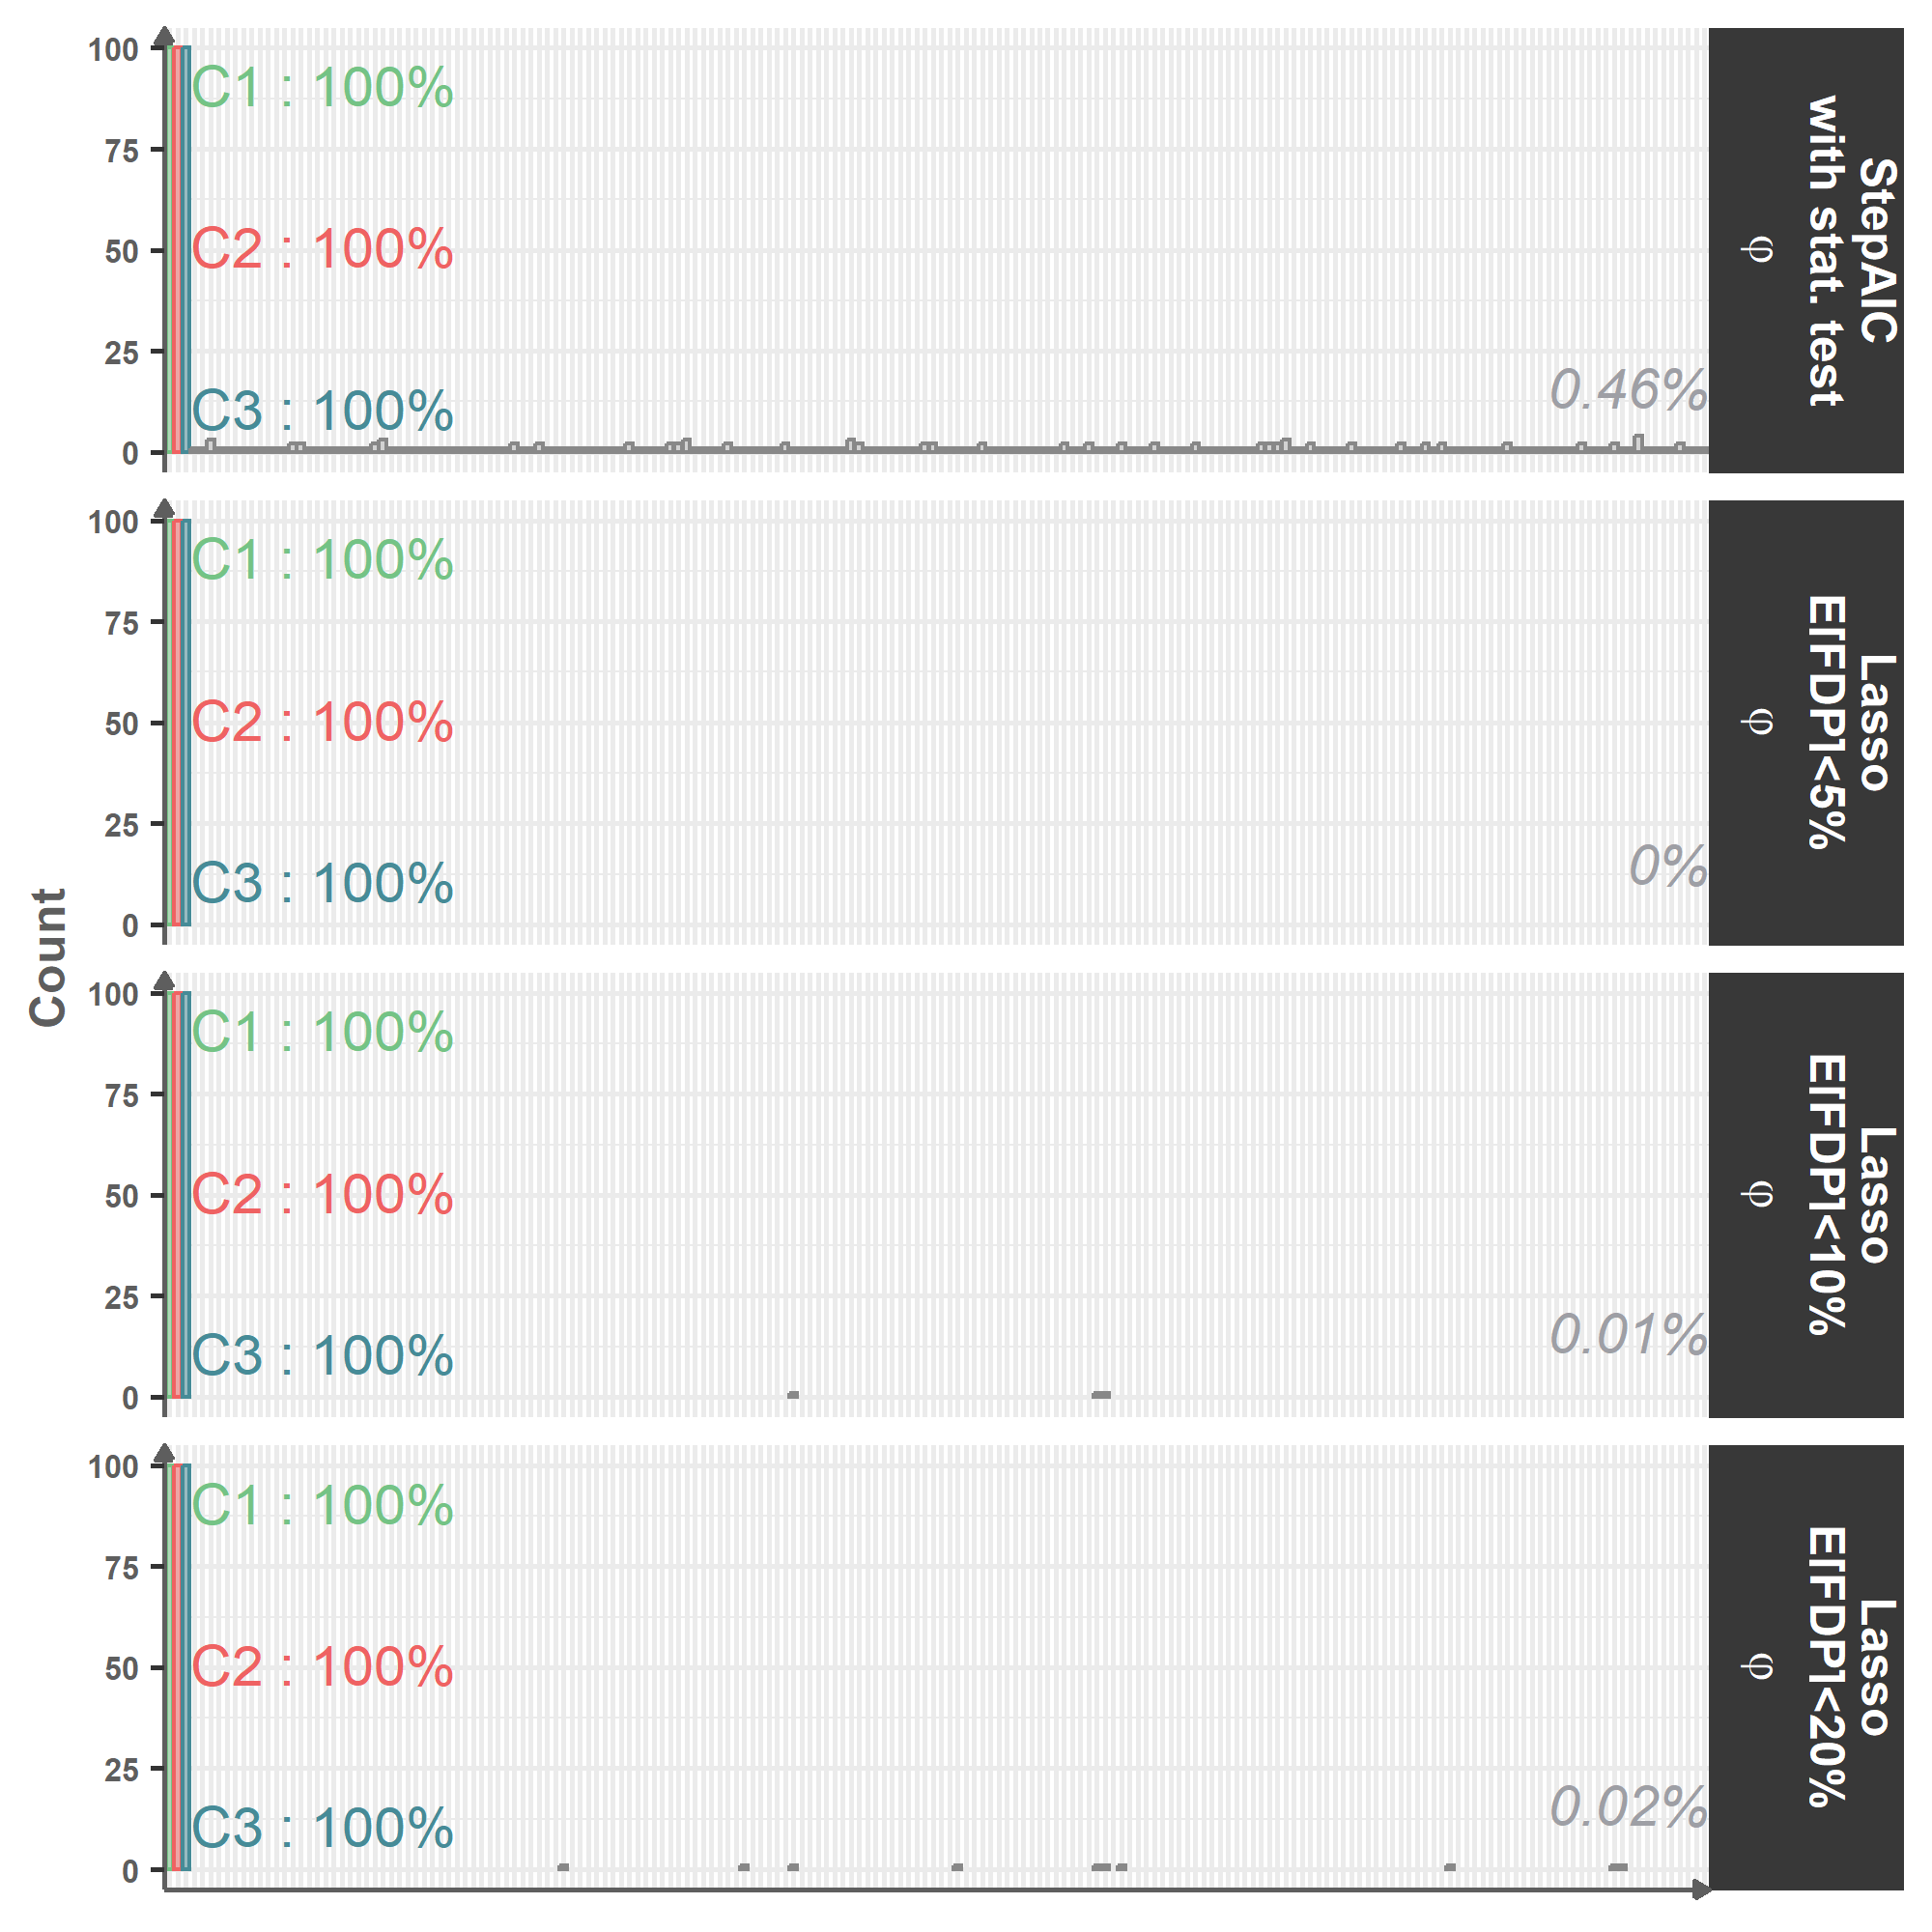 Count
100
75
50
25
0
C1 : 100%
C2 : 100%
C3 : 100%
0.46%
StepAIC
with stat. test
φ
100
75
50
25
0
C1 : 100%
C2 : 100%
C3 : 100%
0%
Lasso
E[FDP]<5%
φ
100
75
50
25
0
C1 : 100%
C2 : 100%
C3 : 100%
0.01%
Lasso
E[FDP]<10%
φ
100
75
50
25
0
C1 : 100%
C2 : 100%
C3 : 100%
0.02%
Lasso
E[FDP]<20%
φ